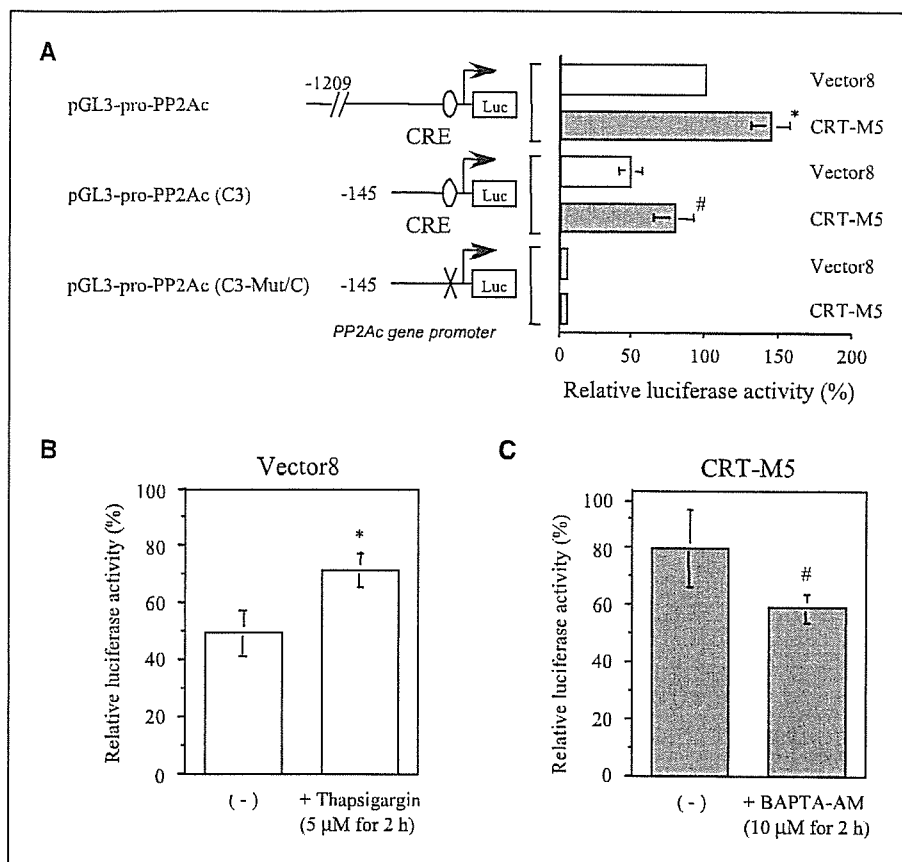 A
-1209
pGL3-pro-PP2Ac
Luc
CRE
Vector8
CRT-M5
*
pGL3-pro-PP2Ac (C3)
-145
Luc
CRE
Vector8
CRT-M5
#
pGL3-pro-PP2Ac (C3-Mut/C)
-145
Luc
Vector8
CRT-M5
PP2Ac gene promoter
0 50 100 150 200
Relative luciferase activity (%)
B
Vector8
Relative luciferase activity (%)
100
80
60
40
20
0
*
(-)
+ Thapsigargin
(5 μM for 2 h)
C
CRT-M5
Relative luciferase activity (%)
100
80
60
40
20
0
#
(-)
+ BAPTA-AM
(10 μM for 2 h)